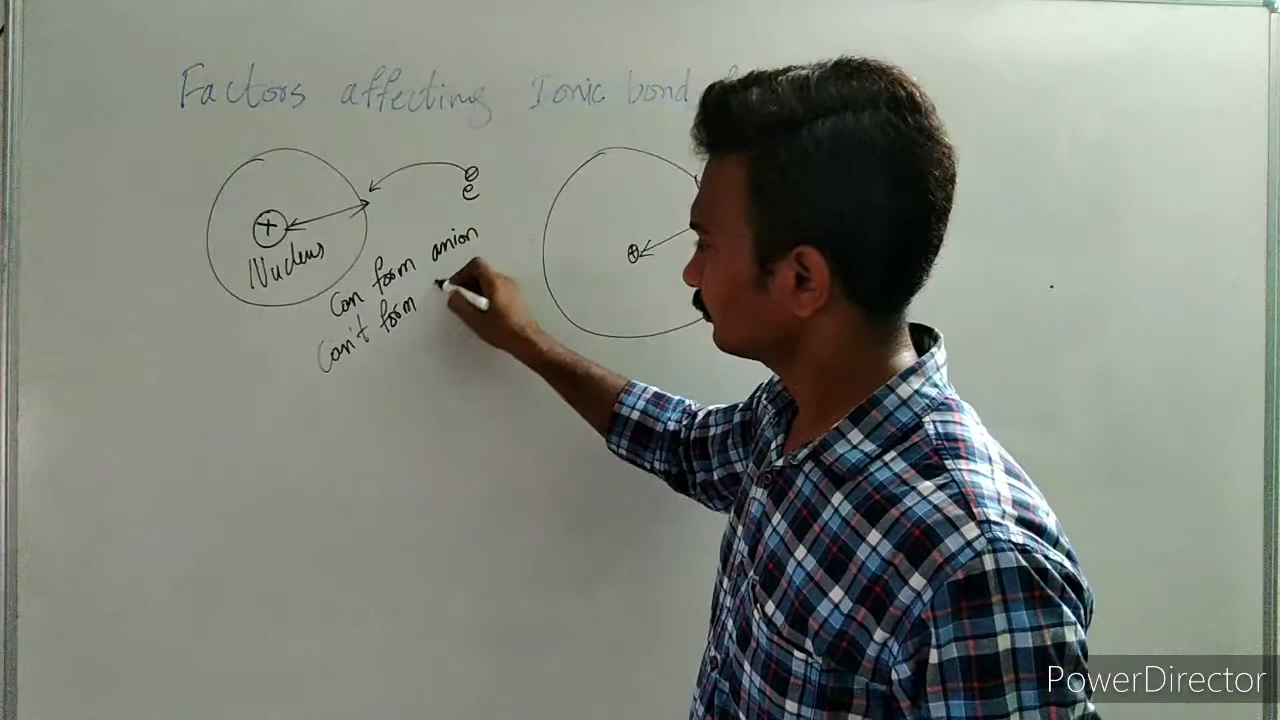 Factors affecting Ionic bond
+
Nucleus
e
can form anion
can't form
+
PowerDirector